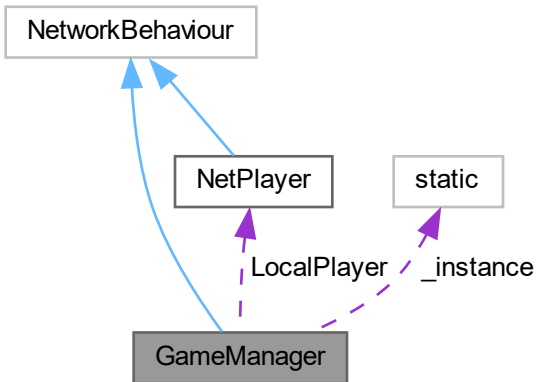 NetworkBehaviour
NetPlayer
static
LocalPlayer
_instance
GameManager